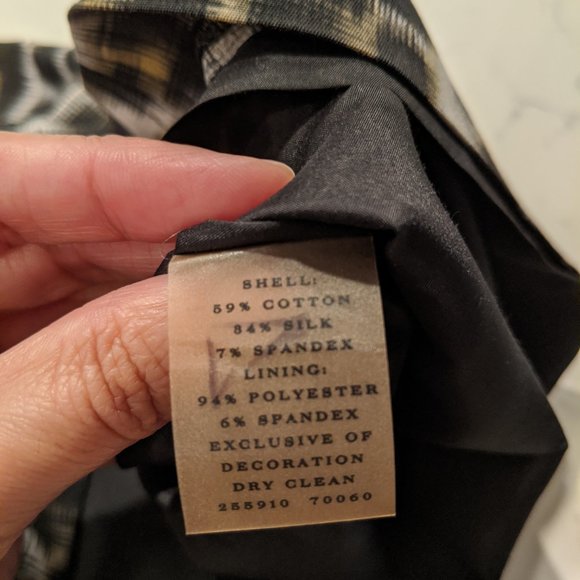 SHELL:
59% COTTON
34% SILK
7% SPANDEX
LINING:
94% POLYESTER
6% SPANDEX
EXCLUSIVE OF
DECORATION
DRY CLEAN
255910 70060